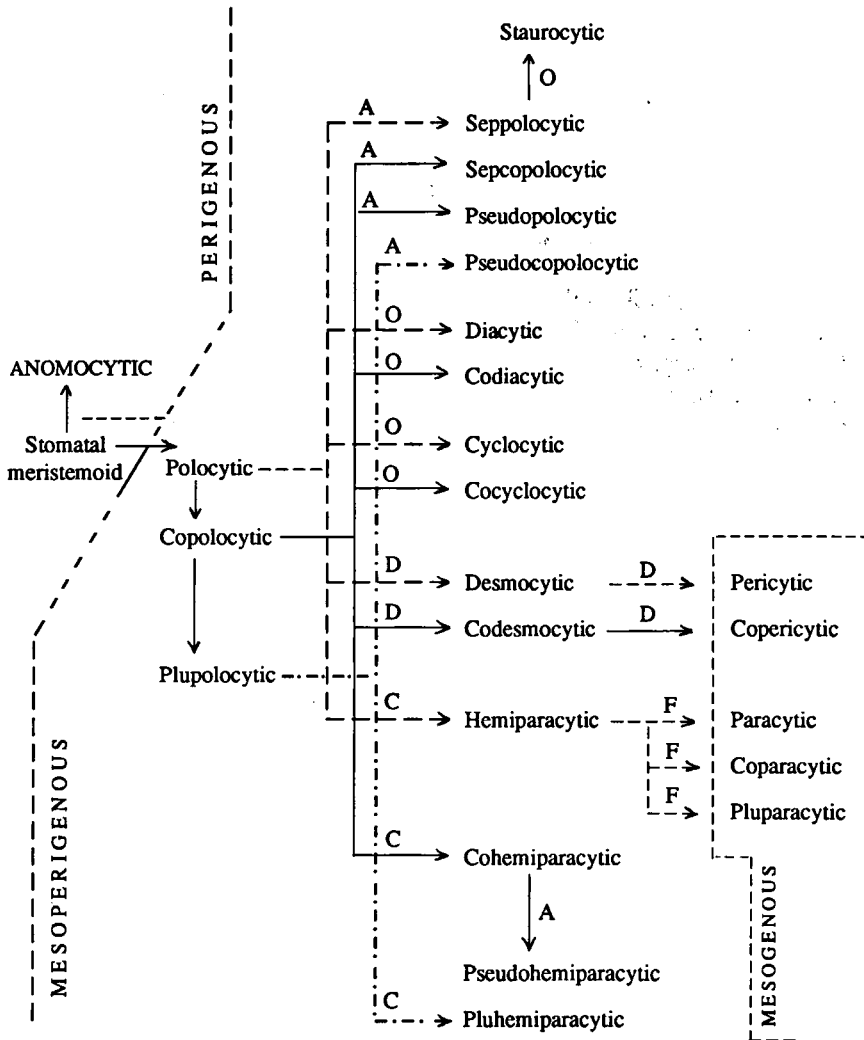 Staurocytic
O
A
Seppolocytic
A
Sepcopolocytic
A
Pseudopolocytic
A
Pseudocopolocytic
PERIGENOUS
O
Diacytic
O
Codiacytic
ANOMOCYTIC
Stomatal
meristemoid
Polocytic
O
Cyclocytic
O
Cocyclocytic
Copolocytic
D
Desmocytic
D
Pericytic
D
Codesmocytic
D
Copericytic
Plupolocytic
C
Hemiparacytic
F
Paracytic
F
Coparacytic
F
Pluparacytic
C
Cohemiparacytic
A
Pseudohemiparacytic
C
Pluhemiparacytic
MESOPERIGENOUS
MESOGENOUS